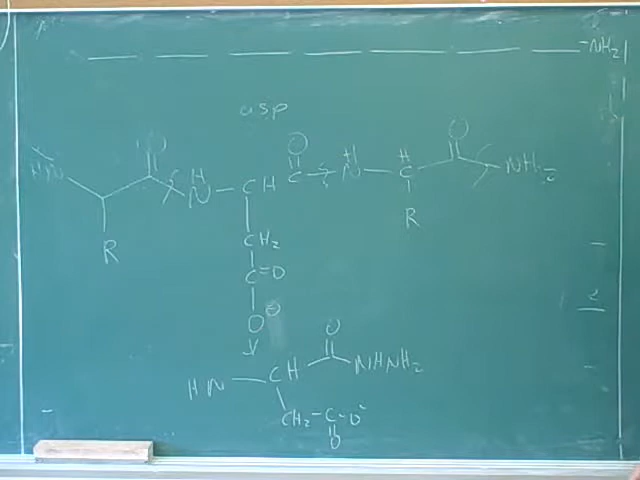 -NH₂
asp
O O O
HN H N CH C H N H C NH₂
R R
CH₂
C=O
O⊖
O
HN CH NHNH₂
CH₂-C-O⁻
O